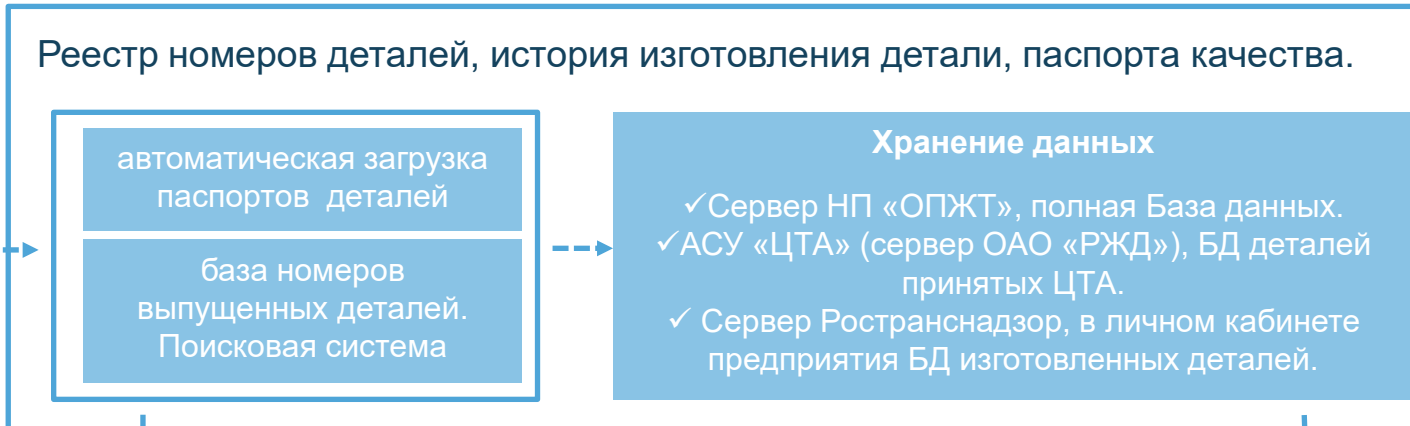 Реестр номеров деталей, история изготовления детали, паспорта качества.
автоматическая загрузка
паспортов деталей
база номеров
выпущенных деталей.
Поисковая система
Хранение данных
✓Сервер НП «ОПЖТ», полная База данных.
✓АСУ «ЦТА» (сервер ОАО «РЖД»), БД деталей
принятых ЦТА.
✓ Сервер Ространснадзор, в личном кабинете
предприятия БД изготовленных деталей.